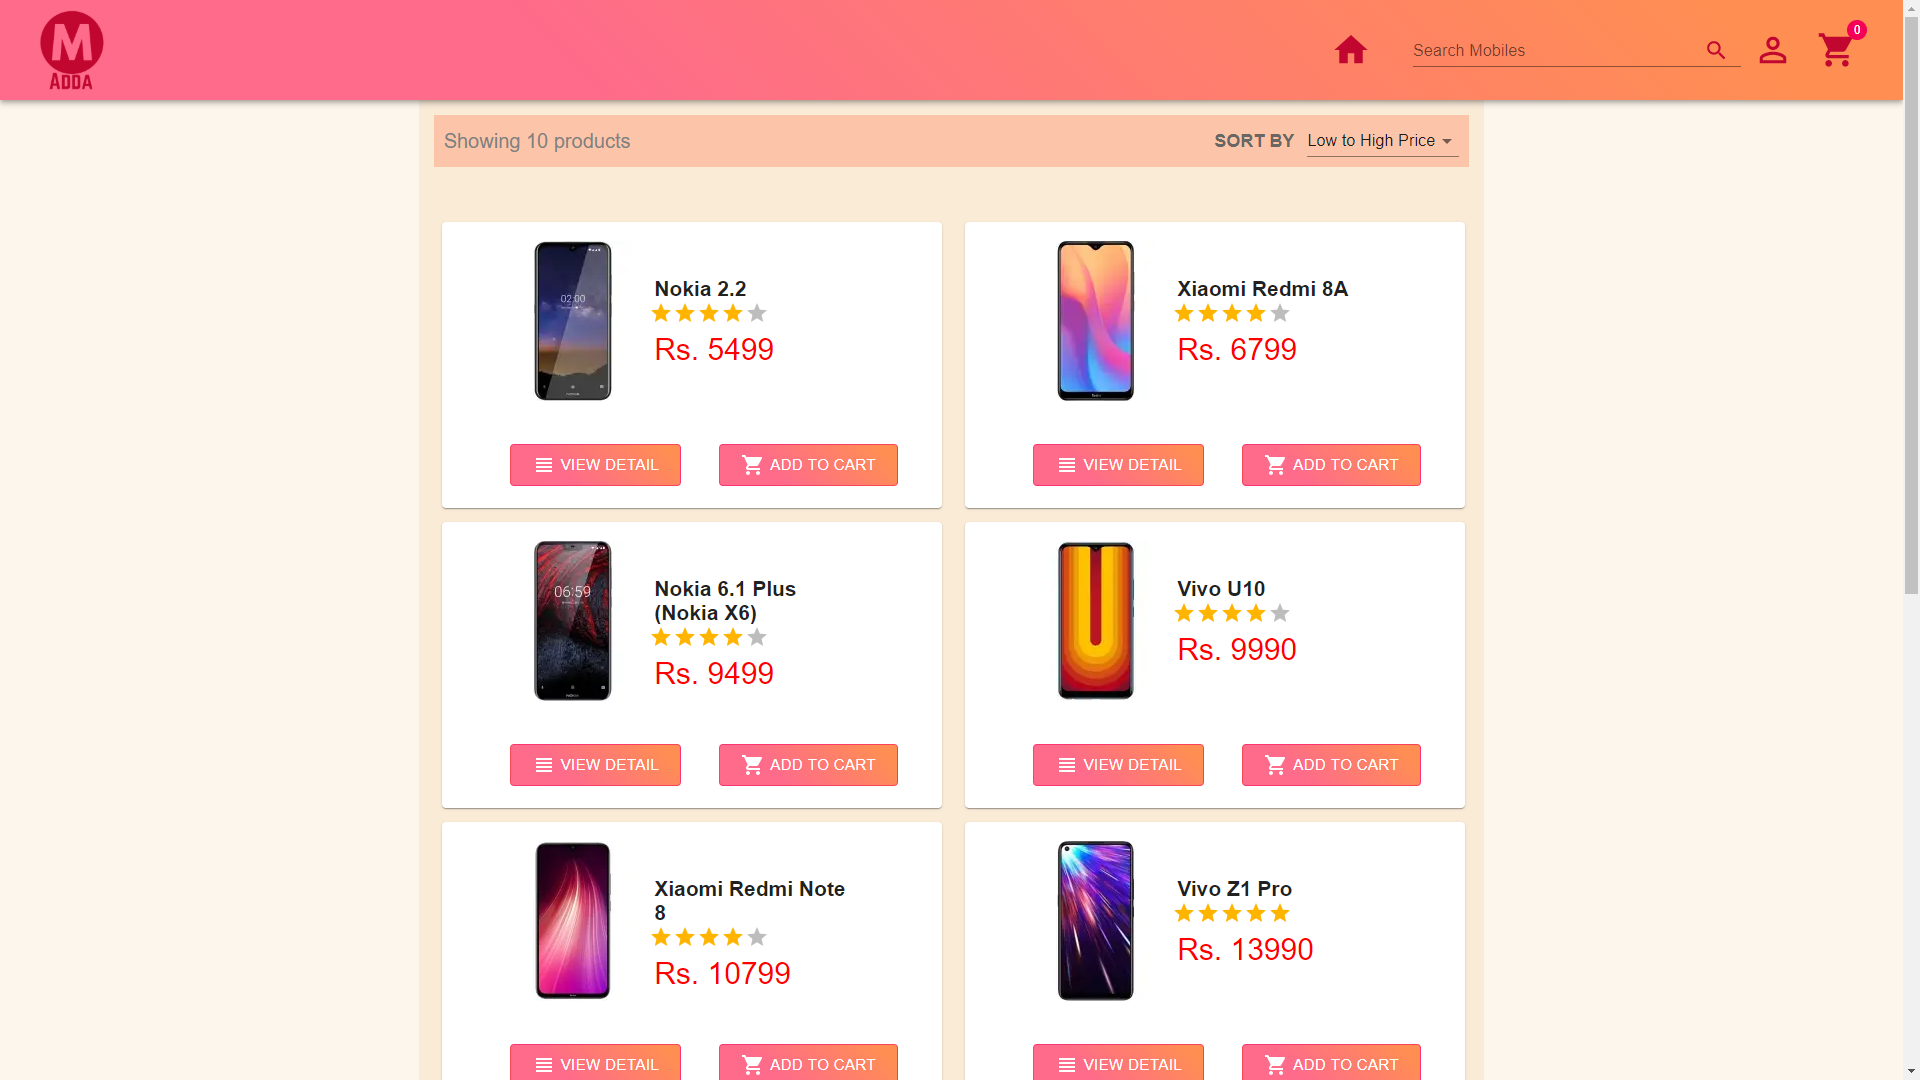 M
ADDA
Search Mobiles
0
Showing 10 products
SORT BY Low to High Price
02:00
Nokia 2.2
Rs. 5499
VIEW DETAIL
ADD TO CART
Xiaomi Redmi 8A
Rs. 6799
VIEW DETAIL
ADD TO CART
06:59
Nokia 6.1 Plus
(Nokia X6)
Rs. 9499
VIEW DETAIL
ADD TO CART
Vivo U10
Rs. 9990
VIEW DETAIL
ADD TO CART
Xiaomi Redmi Note
8
Rs. 10799
VIEW DETAIL
ADD TO CART
Vivo Z1 Pro
Rs. 13990
VIEW DETAIL
ADD TO CART